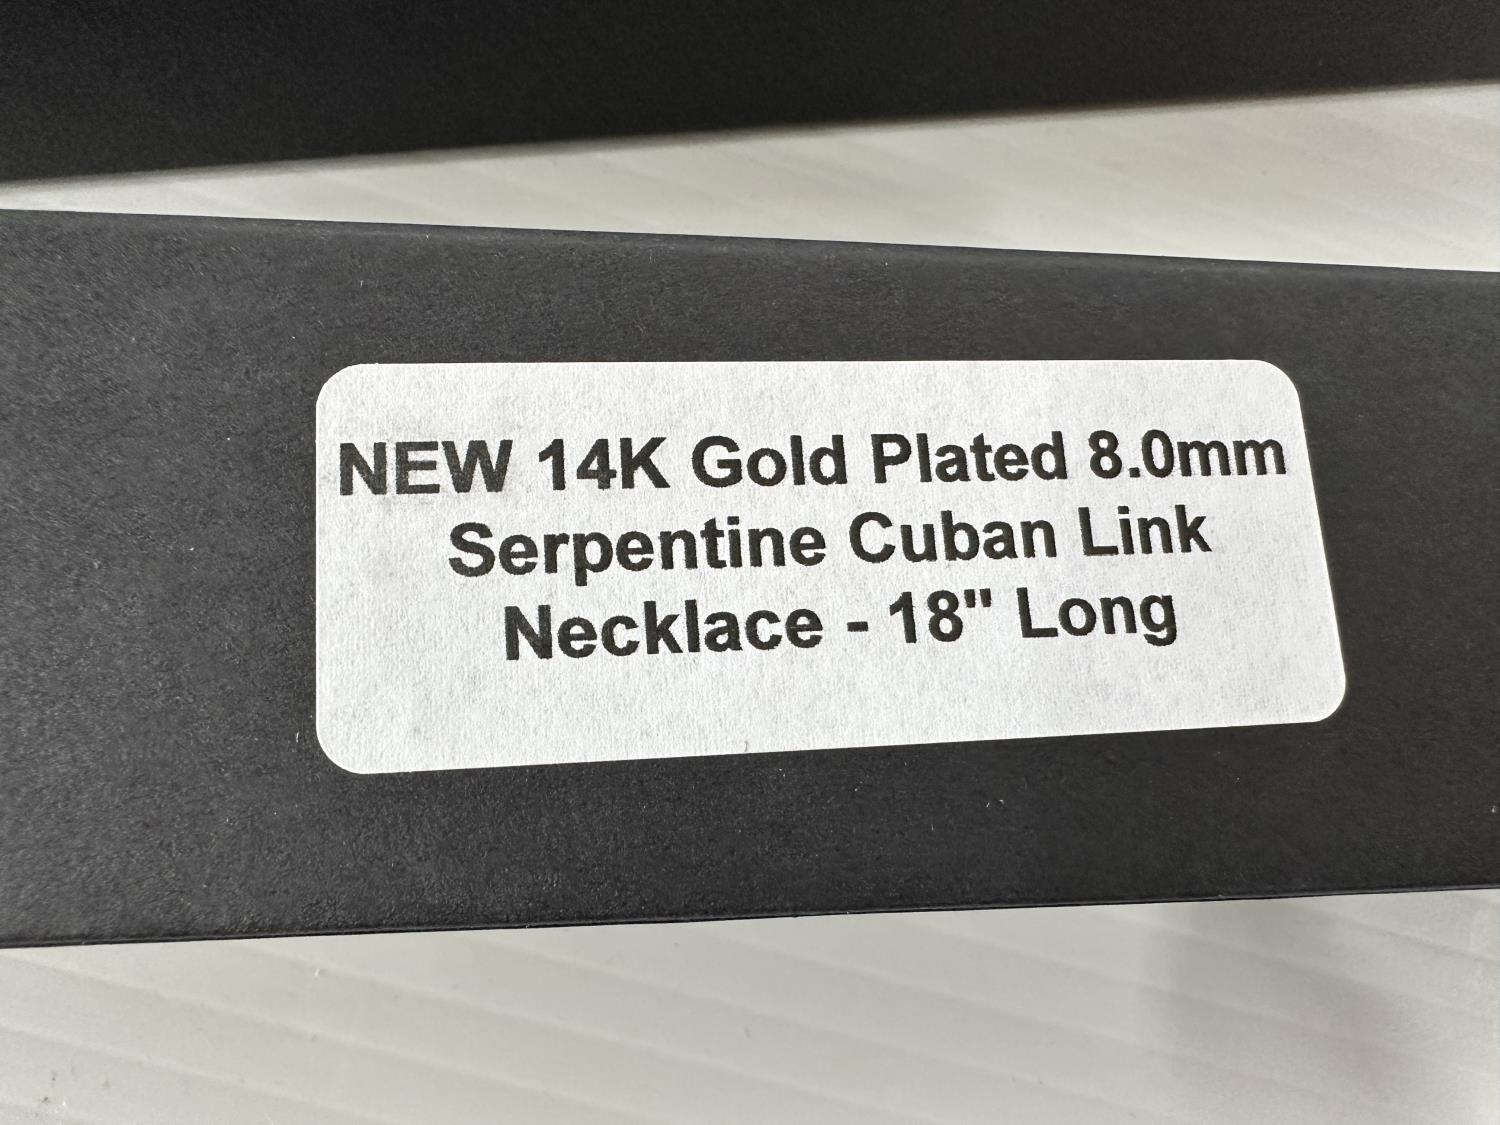 NEW 14K Gold Plated 8.0mm
Serpentine Cuban Link
Necklace - 18" Long